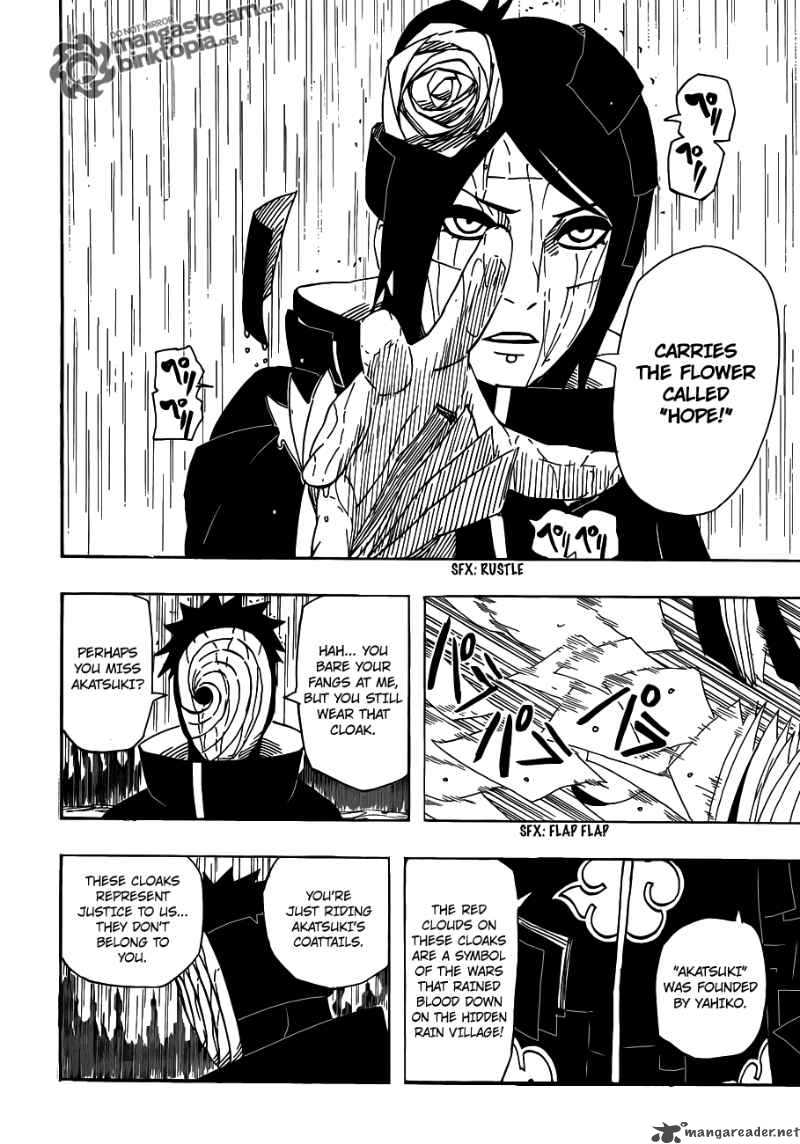 DO NOT MIRROR
mangastream.com
binktopia.org
ペリ
ペリ
CARRIES
THE FLOWER
CALLED
"HOPE!"
ペリ
ペリ
ペリ
ペリ
SFX: RUSTLE
HAH... YOU
BARE YOUR
FANGS AT ME,
BUT YOU STILL
WEAR THAT
CLOAK.
PERHAPS
YOU MISS
AKATSUKI?
パラ
パラ
パラ
SFX: FLAP FLAP
"AKATSUKI"
WAS FOUNDED
BY YAHIKO.
THE RED
CLOUDS ON
THESE CLOAKS
ARE A SYMBOL
OF THE WARS
THAT RAINED
BLOOD DOWN
ON THE HIDDEN
RAIN VILLAGE!
YOU'RE
JUST RIDING
AKATSUKI'S
COATTAILS.
THESE CLOAKS
REPRESENT
JUSTICE TO US...
THEY DON'T
BELONG TO
YOU.
mangareader.net